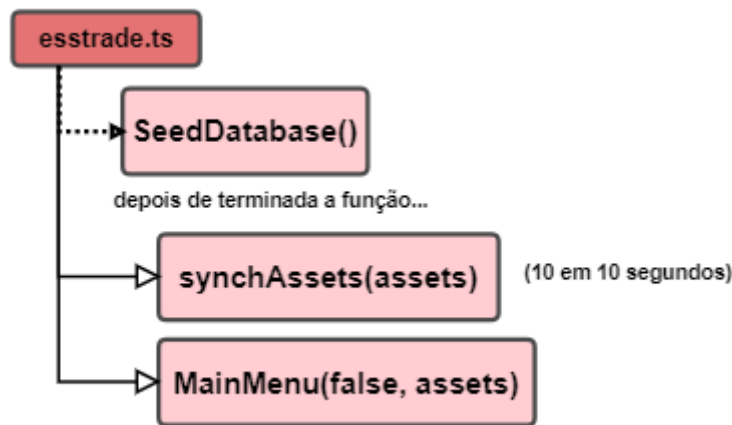 esstrade.ts
SeedDatabase()
depois de terminada a função...
synchAssets(assets)
(10 em 10 segundos)
MainMenu(false, assets)